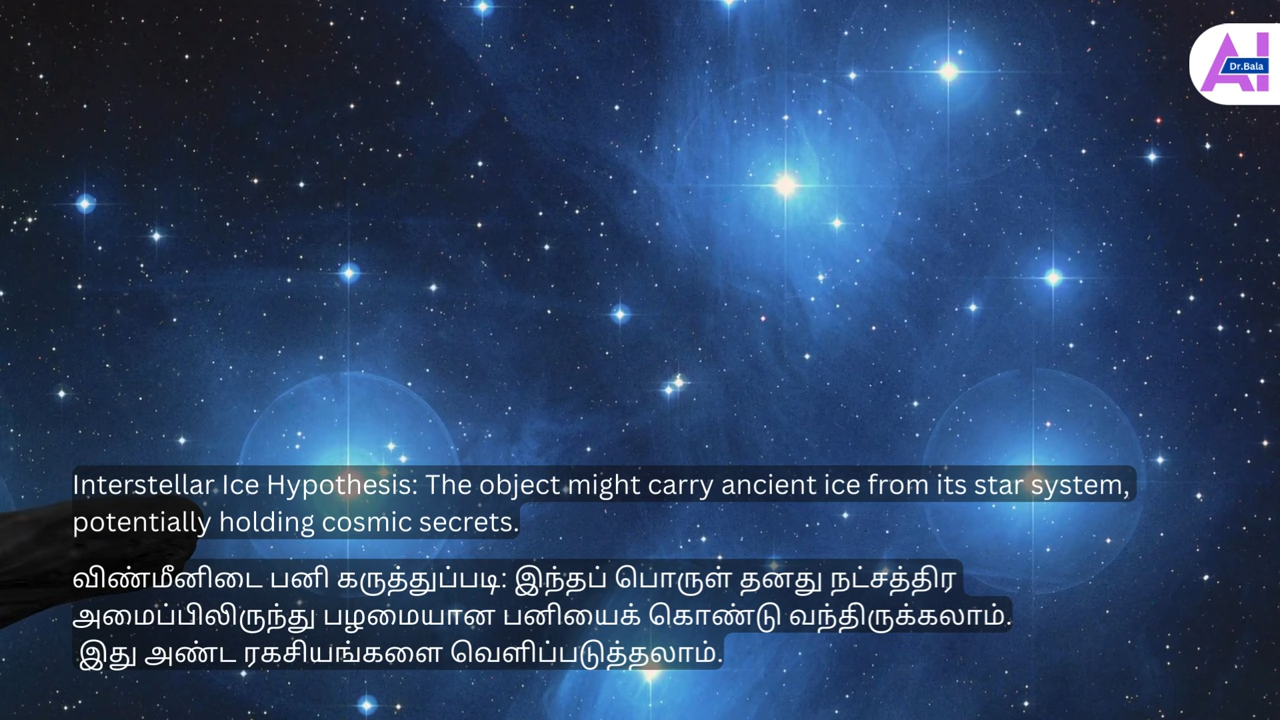 AI
Dr.Bala
Interstellar Ice Hypothesis: The object might carry ancient ice from its star system,
potentially holding cosmic secrets.
விண்மீனிடை பனி கருத்துப்படி: இந்தப் பொருள் தனது நட்சத்திர
அமைப்பிலிருந்து பழமையான பனியைக் கொண்டு வந்திருக்கலாம்.
இது அண்ட ரகசியங்களை வெளிப்படுத்தலாம்.